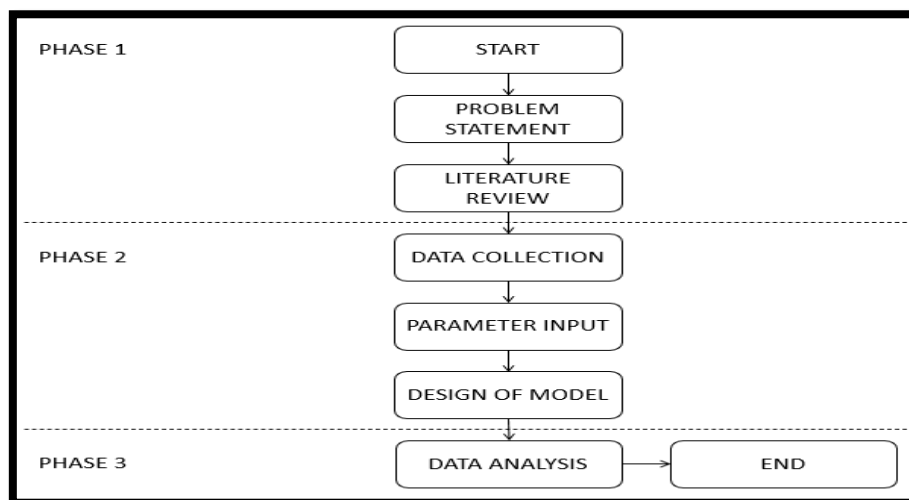 PHASE 1
START
PROBLEM
STATEMENT
LITERATURE
REVIEW
PHASE 2
DATA COLLECTION
PARAMETER INPUT
DESIGN OF MODEL
PHASE 3
DATA ANALYSIS
END